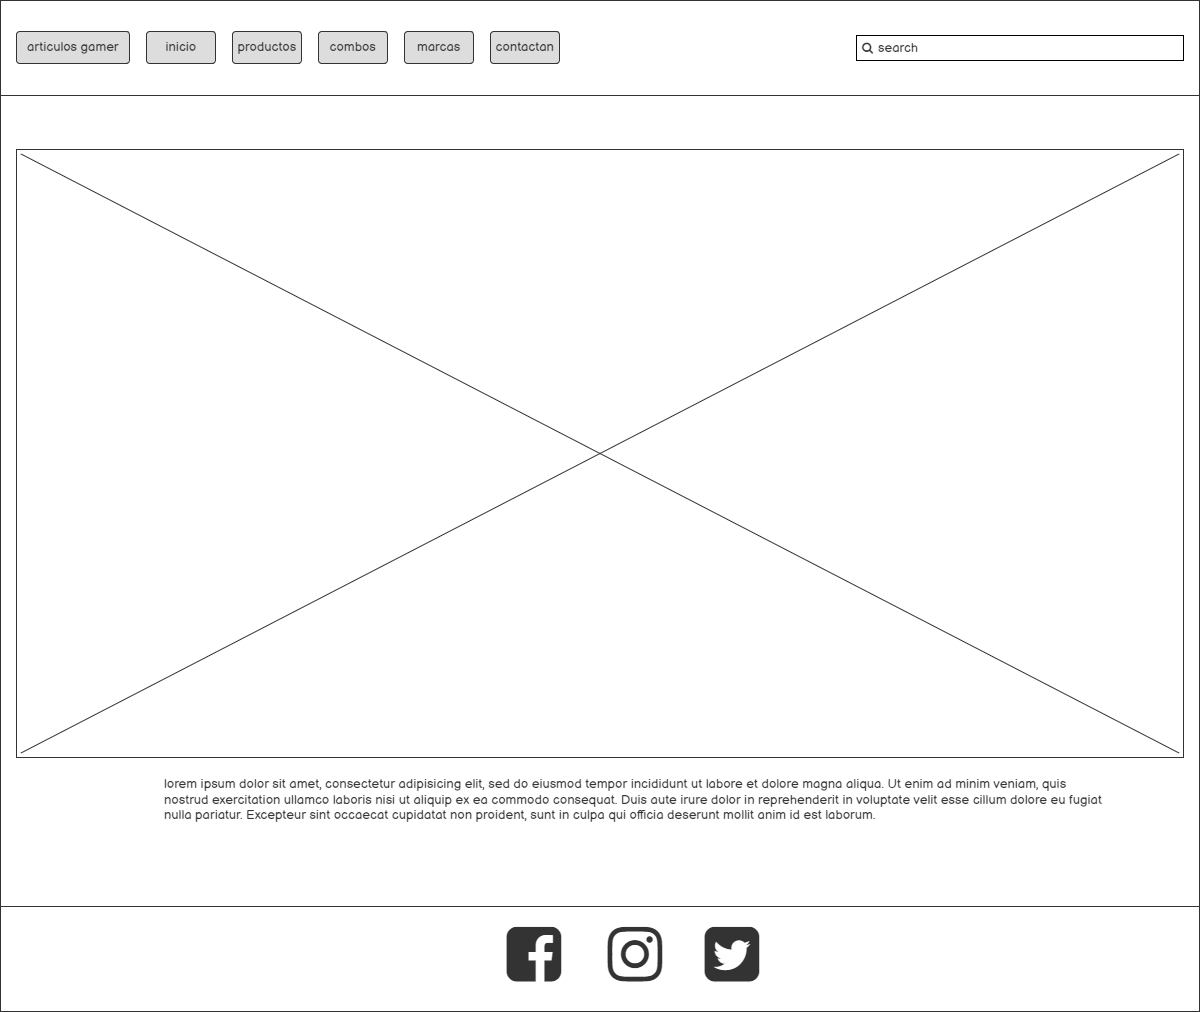 articulos gamer
inicio
productos
combos
marcas
contactan
search
lorem ipsum dolor sit amet, consectetur adipisicing elit, sed do eiusmod tempor incididunt ut labore et dolore magna aliqua. Ut enim ad minim veniam, quis
nostrud exercitation ullamco laboris nisi ut aliquip ex ea commodo consequat. Duis aute irure dolor in reprehenderit in voluptate velit esse cillum dolore eu fugiat
nulla pariatur. Excepteur sint occaecat cupidatat non proident, sunt in culpa qui officia deserunt mollit anim id est laborum.